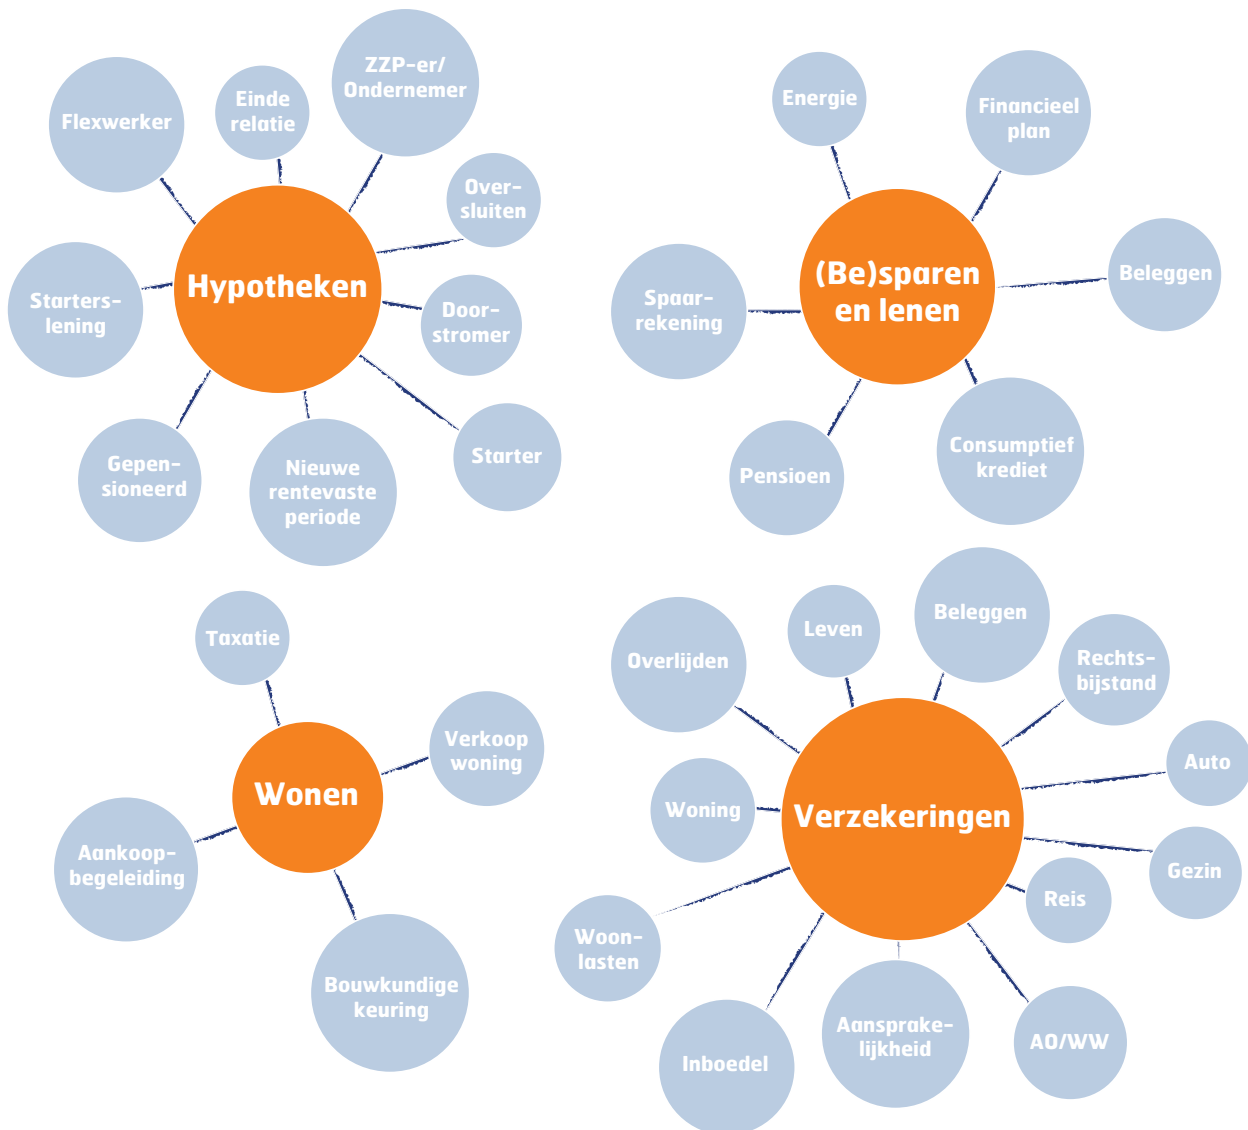 ZZP-er/
Ondernemer
Einde
relatie
Flexwerker
Over-
sluiten
Hypotheken
Starters-
lening
Door-
stromer
Starter
Gepen-
sioneerd
Nieuwe
rentevaste
periode
Energie
Financieel
plan
Beleggen
(Be)sparen
en lenen
Spaar-
rekening
Consumptief
krediet
Pensioen
Taxatie
Verkoop
woning
Wonen
Aankoop-
begeleiding
Bouwkundige
keuring
Leven
Beleggen
Overlijden
Rechts-
bijstand
Auto
Woning
Verzekeringen
Gezin
Reis
Woon-
lasten
Aansprake-
lijkheid
AO/WW
Inboedel